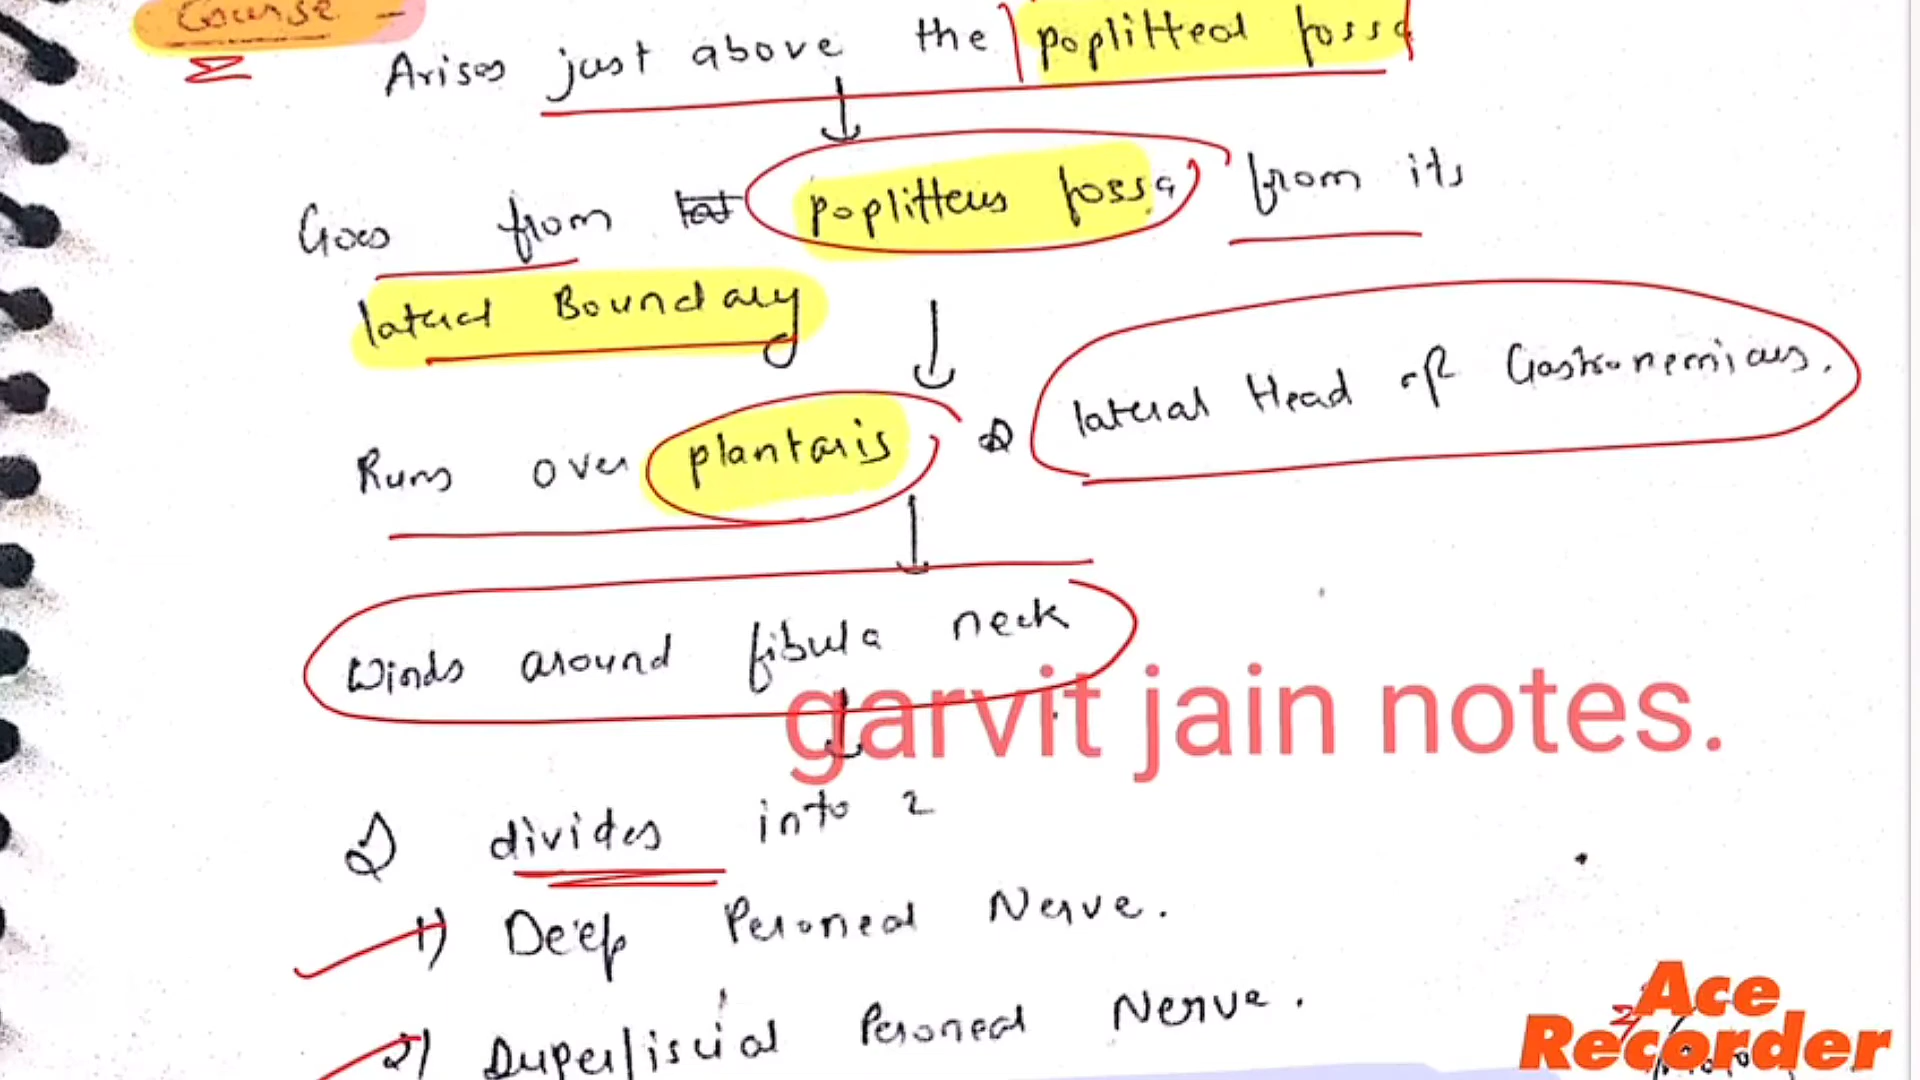 Course -
Arises just above the popliteal fossa
Goes from popliteus fossa from its
lateral Boundary
Runs over plantaris & lateral Head of Gastronemius.
Winds around fibula neck
garvit jain notes.
& divides into 2
1) Deep Peroneal Nerve.
2) Superfiscial Peroneal Nerve.
Ace
Recorder